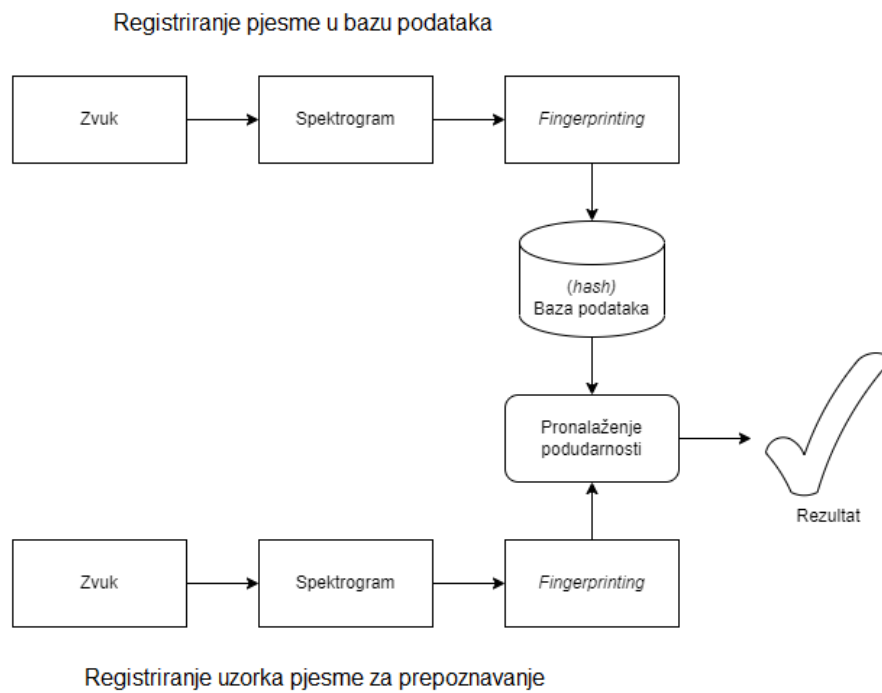 Registriranje pjesme u bazu podataka
Zvuk
Spektrogram
Fingerprinting
(hash)
Baza podataka
Pronalaženje
podudarnosti
Rezultat
Zvuk
Spektrogram
Fingerprinting
Registriranje uzorka pjesme za prepoznavanje